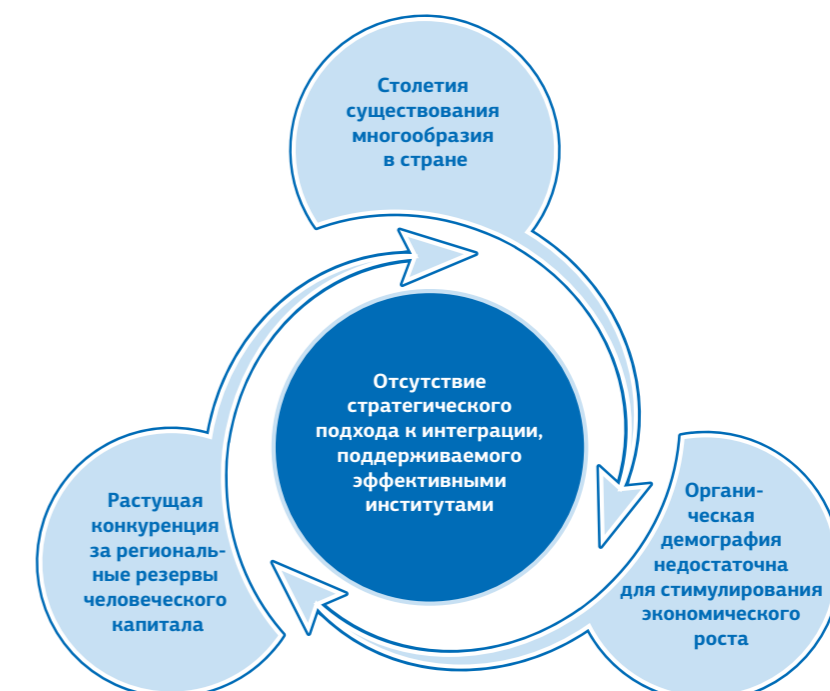 Столетия
существования
многообразия
в стране
Отсутствие
стратегического
подхода к интеграции,
поддерживаемого
эффективными
институтами
Растущая
конкуренция
за региональ-
ные резервы
человеческого
капитала
Органи-
ческая
демография
недостаточна
для стимулирования
экономического
роста